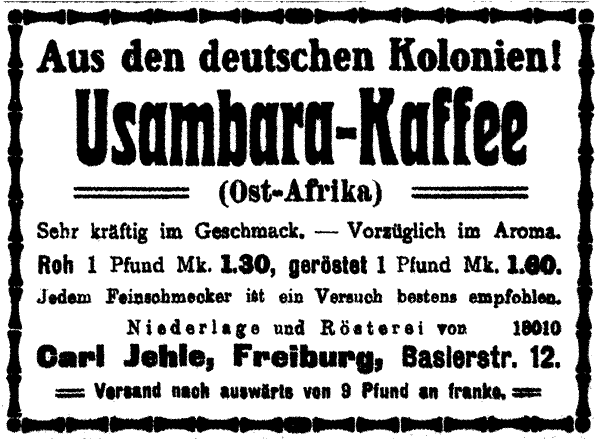 Aus den deutschen Kolonien!
Usambara-Kaffee
(Ost-Afrika)
Sehr kräftig im Geschmack. — Vorzüglich im Aroma.
Roh 1 Pfund Mk. 1.30, geröstet 1 Pfund Mk. 1.60.
Jedem Feinschmecker ist ein Versuch bestens empfohlen.
Niederlage und Rösterei von 18010
Carl Jehle, Freiburg, Baslerstr. 12.
Versand nach auswärts von 9 Pfund an franko.